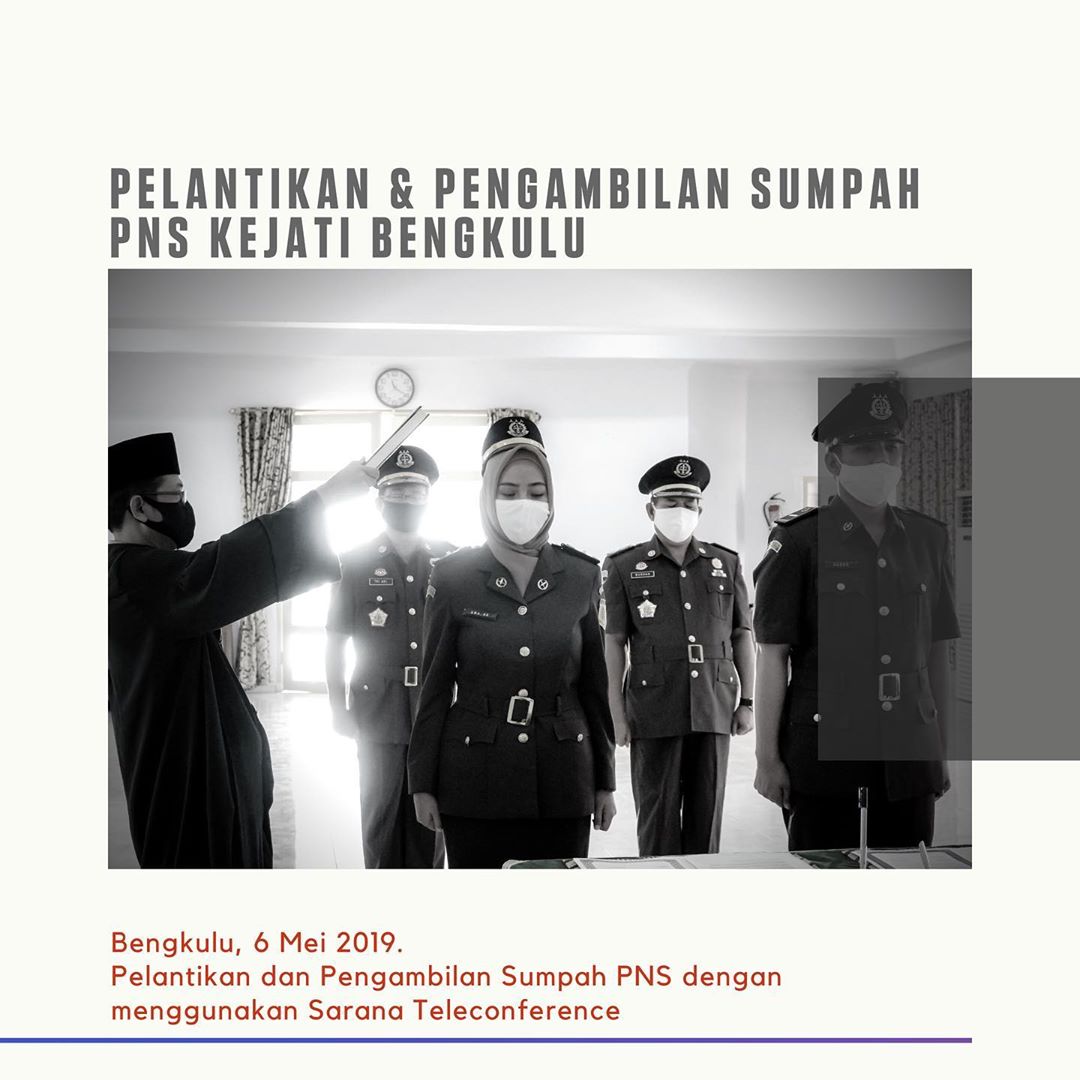 PELANTIKAN & PENGAMBILAN SUMPAH
PNS KEJATI BENGKULU
Bengkulu, 6 Mei 2019.
Pelantikan dan Pengambilan Sumpah PNS dengan
menggunakan Sarana Teleconference